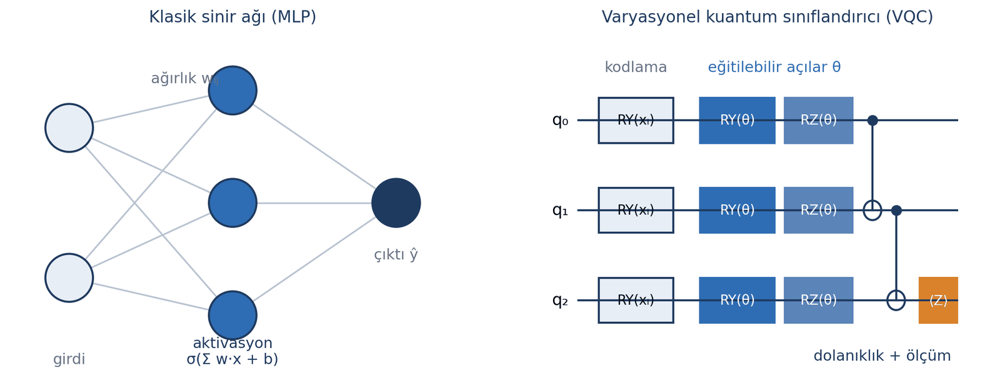 Klasik sinir ağı (MLP)
ağırlık wᵢⱼ
çıktı ŷ
aktivasyon
σ(Σ w·x + b)
girdi
Varyasyonel kuantum sınıflandırıcı (VQC)
kodlama
eğitilebilir açılar θ
q₀ RY(xᵢ) RY(θ) RZ(θ)
q₁ RY(xᵢ) RY(θ) RZ(θ)
q₂ RY(xᵢ) RY(θ) RZ(θ) ⟨Z⟩
dolanıklık + ölçüm